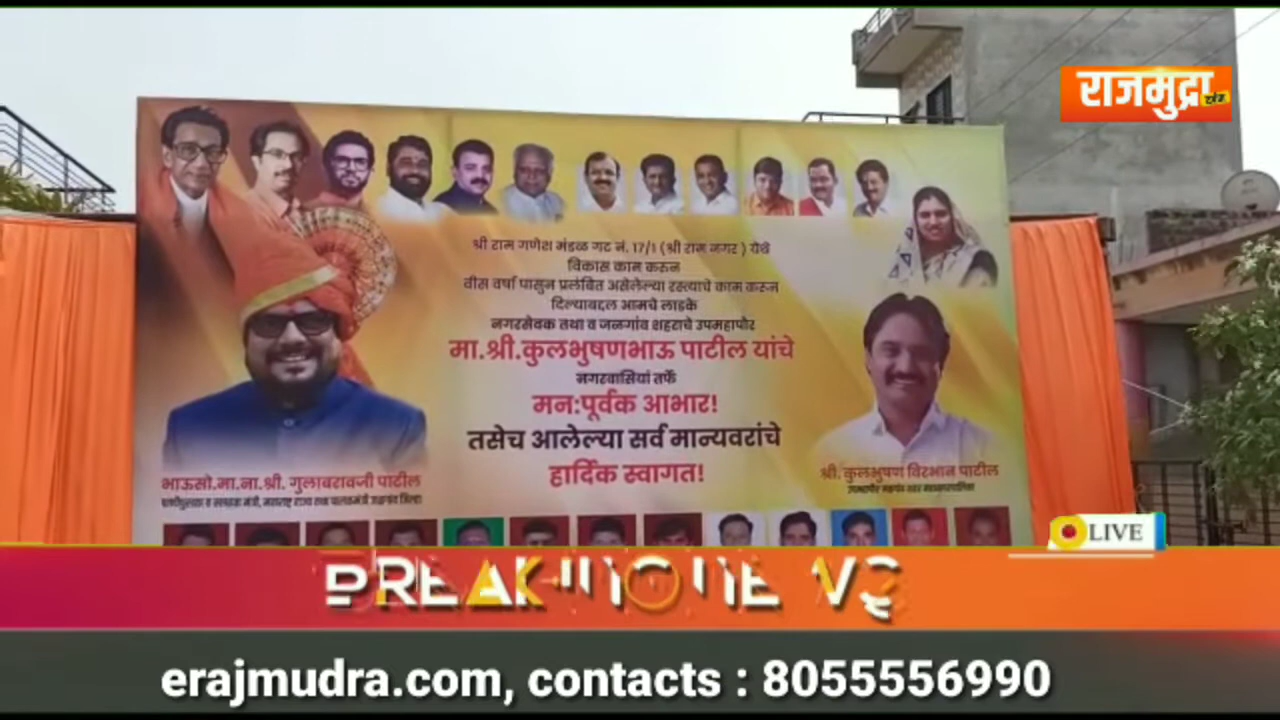 राजमुद्रा
श्री राम गणेश मंडळ गट नं. 17/1 (श्री राम नगर ) येथे
विकास काम करुन
वीस वर्षा पासुन प्रलंबित असेलेल्या रस्त्याचे काम करुन
दिल्याबद्दल आमचे लाडके
नगरसेवक तथा व जळगांव शहराचे उपमहापौर
मा.श्री.कुलभुषणभाऊ पाटील यांचे
नगरवासियां तर्फे
मन:पूर्वक आभार!
तसेच आलेल्या सर्व मान्यवरांचे
हार्दिक स्वागत!
भाऊसो.मा.ना.श्री. गुलाबरावजी पाटील
श्री. कुलभुषण विरभान पाटील
LIVE
erajmudra.com, contacts : 8055556990